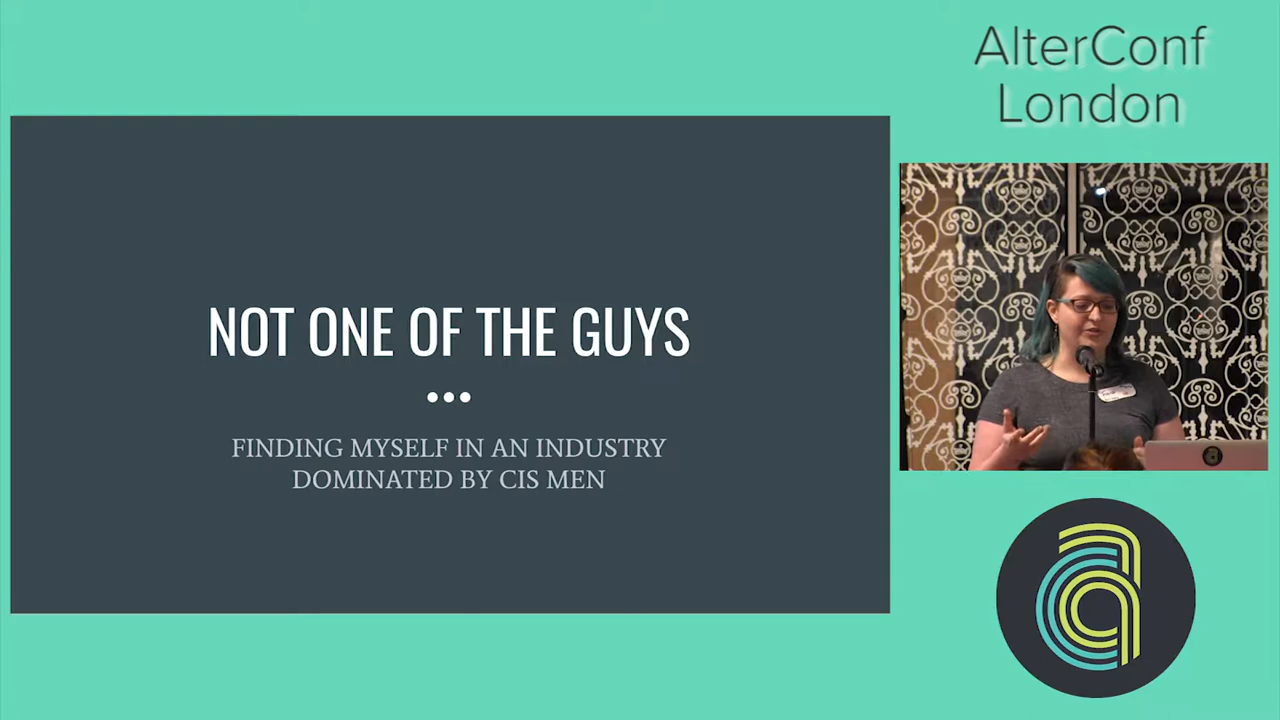 AlterConf
London
NOT ONE OF THE GUYS
FINDING MYSELF IN AN INDUSTRY
DOMINATED BY CIS MEN